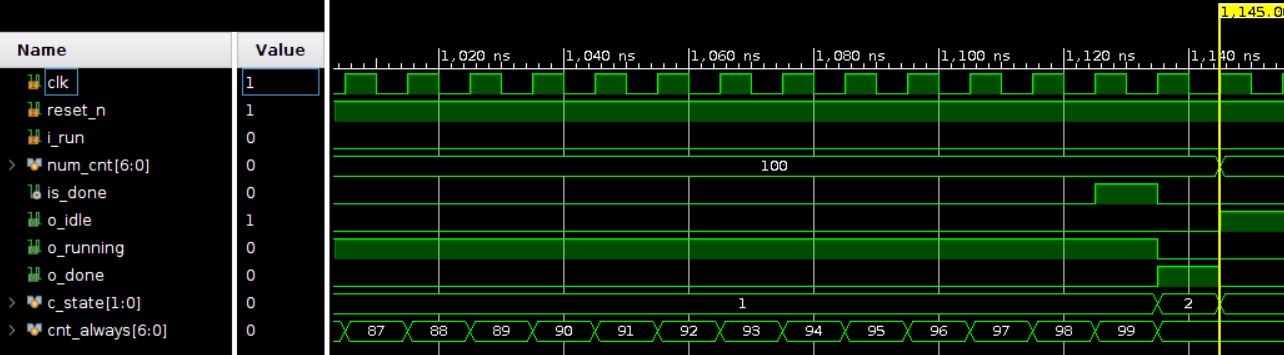 1,145.0
Name Value
1,020 ns 1,040 ns 1,060 ns 1,080 ns 1,100 ns 1,120 ns 1,140 ns
clk 1
reset_n 1
i_run 0
num_cnt[6:0] 0 100
is_done 0
o_idle 1
o_running 0
o_done 0
c_state[1:0] 0 1 2
cnt_always[6:0] 0 87 88 89 90 91 92 93 94 95 96 97 98 99